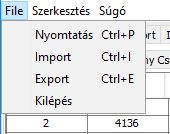 File Szerkesztés Súgó
Nyomtatás Ctrl+P
Import Ctrl+I
Export Ctrl+E
Kilépés
2 4136